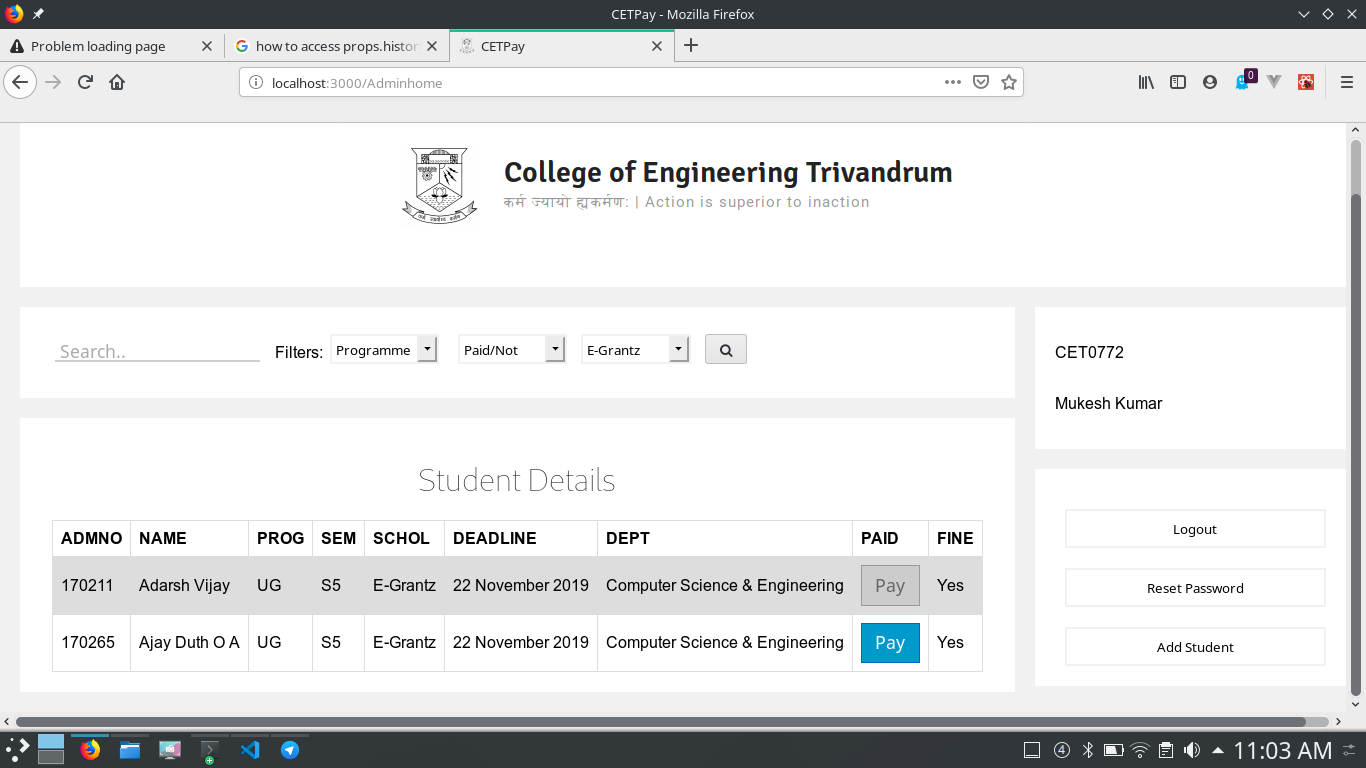 CETPay - Mozilla Firefox
Problem loading page
how to access props.histor
CETPay
localhost:3000/Adminhome
0
College of Engineering Trivandrum
कर्म ज्यायो ह्यकर्मण: | Action is superior to inaction
Search..
Filters:
Programme
Paid/Not
E-Grantz
CET0772
Mukesh Kumar
Student Details
ADMNO NAME PROG SEM SCHOL DEADLINE DEPT PAID FINE
170211 Adarsh Vijay UG S5 E-Grantz 22 November 2019 Computer Science & Engineering Pay Yes
170265 Ajay Duth O A UG S5 E-Grantz 22 November 2019 Computer Science & Engineering Pay Yes
Logout
Reset Password
Add Student
4
11:03 AM